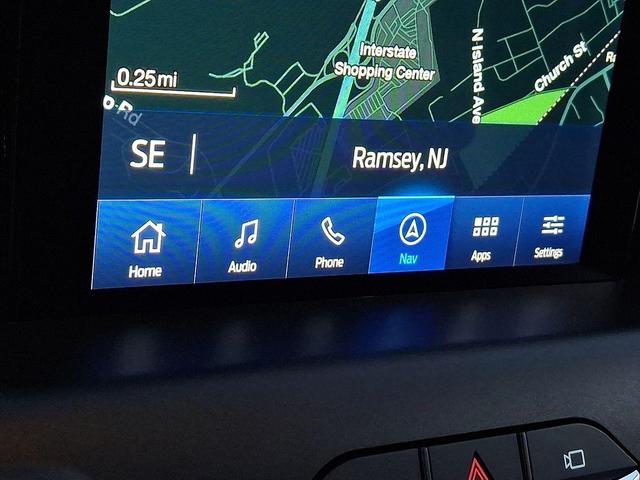 Interstate
Shopping Center
N Island Ave
Church St
0.25mi
Rd
SE
Ramsey, NJ
Home
Audio
Phone
Nav
Apps
Settings